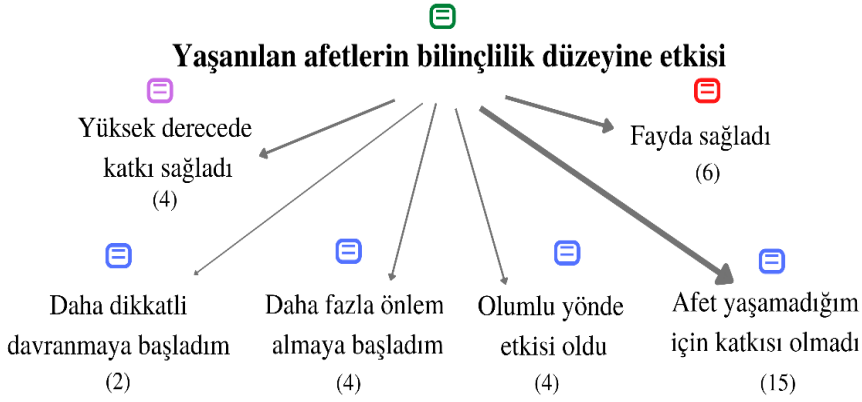 Yaşanılan afetlerin bilinçlilik düzeyine etkisi
Yüksek derecede
katkı sağladı
(4)
Fayda sağladı
(6)
Daha dikkatli
davranmaya başladım
(2)
Daha fazla önlem
almaya başladım
(4)
Olumlu yönde
etkisi oldu
(4)
Afet yaşamadığım
için katkısı olmadı
(15)